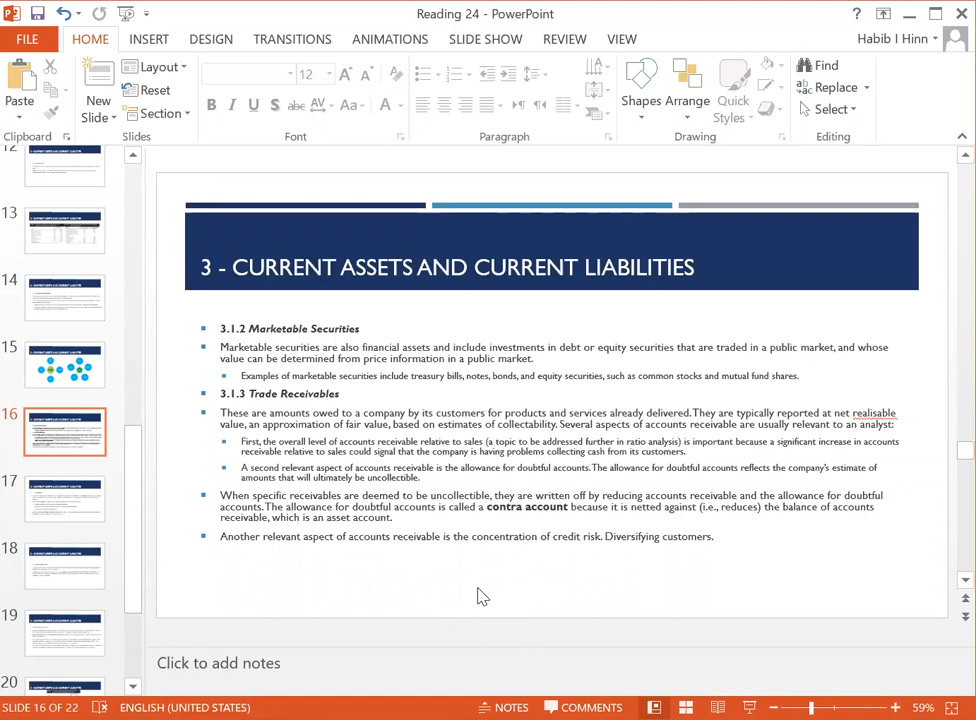 Reading 24 - PowerPoint
FILE HOME INSERT DESIGN TRANSITIONS ANIMATIONS SLIDE SHOW REVIEW VIEW Habib I Hinn
Paste
Clipboard
New
Slide
Layout
Reset
Section
Slides
12
B I U S abc AV Aa A
Font
Paragraph
Shapes
Arrange
Quick
Styles
Drawing
Find
Replace
Select
Editing
12
13
14
15
16
17
18
19
20
3 - CURRENT ASSETS AND CURRENT LIABILITIES
3.1.2 Marketable Securities
Marketable securities are also financial assets and include investments in debt or equity securities that are traded in a public market, and whose
value can be determined from price information in a public market.
Examples of marketable securities include treasury bills, notes, bonds, and equity securities, such as common stocks and mutual fund shares.
3.1.3 Trade Receivables
These are amounts owed to a company by its customers for products and services already delivered. They are typically reported at net realisable
value, an approximation of fair value, based on estimates of collectability. Several aspects of accounts receivable are usually relevant to an analyst:
First, the overall level of accounts receivable relative to sales (a topic to be addressed further in ratio analysis) is important because a significant increase in accounts
receivable relative to sales could signal that the company is having problems collecting cash from its customers.
A second relevant aspect of accounts receivable is the allowance for doubtful accounts. The allowance for doubtful accounts reflects the company's estimate of
amounts that will ultimately be uncollectible.
When specific receivables are deemed to be uncollectible, they are written off by reducing accounts receivable and the allowance for doubtful
accounts. The allowance for doubtful accounts is called a contra account because it is netted against (i.e., reduces) the balance of accounts
receivable, which is an asset account.
Another relevant aspect of accounts receivable is the concentration of credit risk. Diversifying customers.
Click to add notes
SLIDE 16 OF 22 ENGLISH (UNITED STATES) NOTES COMMENTS 59%